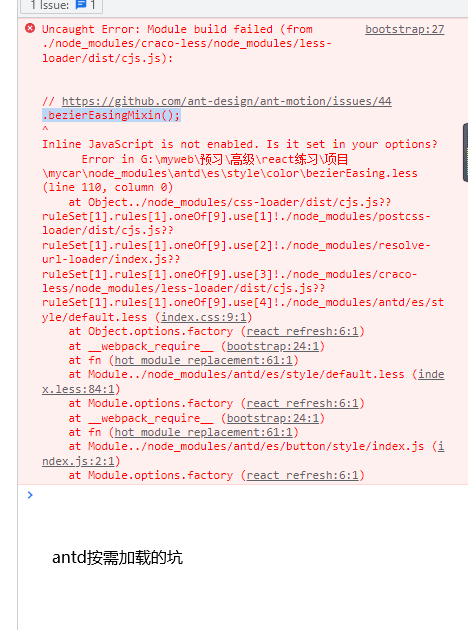 1 Issue: 1
Uncaught Error: Module build failed (from bootstrap:27
./node_modules/craco-less/node_modules/less-
loader/dist/cjs.js):
// https://github.com/ant-design/ant-motion/issues/44
.bezierEasingMixin();
^
Inline JavaScript is not enabled. Is it set in your options?
Error in G:\myweb\预习\高级\react练习\项目
\mycar\node_modules\antd\es\style\color\bezierEasing.less
(line 110, column 0)
at Object../node_modules/css-loader/dist/cjs.js??
ruleSet[1].rules[1].oneOf[9].use[1]!./node_modules/postcss-
loader/dist/cjs.js??
ruleSet[1].rules[1].oneOf[9].use[2]!./node_modules/resolve-
url-loader/index.js??
ruleSet[1].rules[1].oneOf[9].use[3]!./node_modules/craco-
less/node_modules/less-loader/dist/cjs.js??
ruleSet[1].rules[1].oneOf[9].use[4]!./node_modules/antd/es/st
yle/default.less (index.css:9:1)
at Object.options.factory (react refresh:6:1)
at __webpack_require__ (bootstrap:24:1)
at fn (hot module replacement:61:1)
at Module../node_modules/antd/es/style/default.less (inde
x.less:84:1)
at Module.options.factory (react refresh:6:1)
at __webpack_require__ (bootstrap:24:1)
at fn (hot module replacement:61:1)
at Module../node_modules/antd/es/button/style/index.js (i
ndex.js:2:1)
at Module.options.factory (react refresh:6:1)
antd按需加载的坑